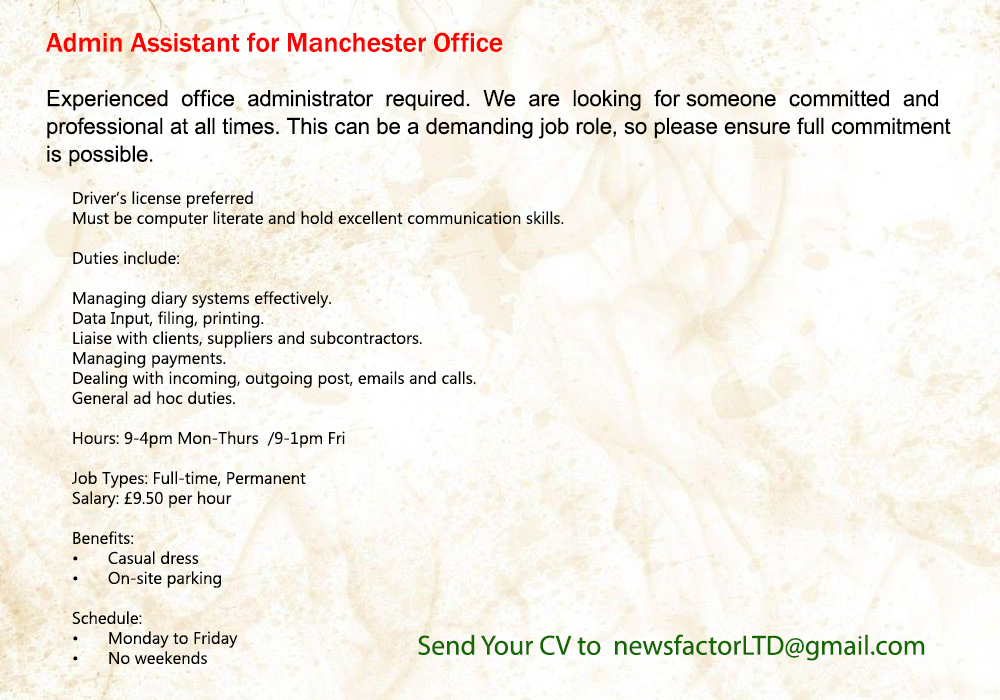 Admin Assistant for Manchester Office
Experienced office administrator required. We are looking for someone committed and
professional at all times. This can be a demanding job role, so please ensure full commitment
is possible.
Driver’s license preferred
Must be computer literate and hold excellent communication skills.
Duties include:
Managing diary systems effectively.
Data Input, filing, printing.
Liaise with clients, suppliers and subcontractors.
Managing payments.
Dealing with incoming, outgoing post, emails and calls.
General ad hoc duties.
Hours: 9-4pm Mon-Thurs /9-1pm Fri
Job Types: Full-time, Permanent
Salary: £9.50 per hour
Benefits:
• Casual dress
• On-site parking
Schedule:
• Monday to Friday
• No weekends
Send Your CV to newsfactorLTD@gmail.com